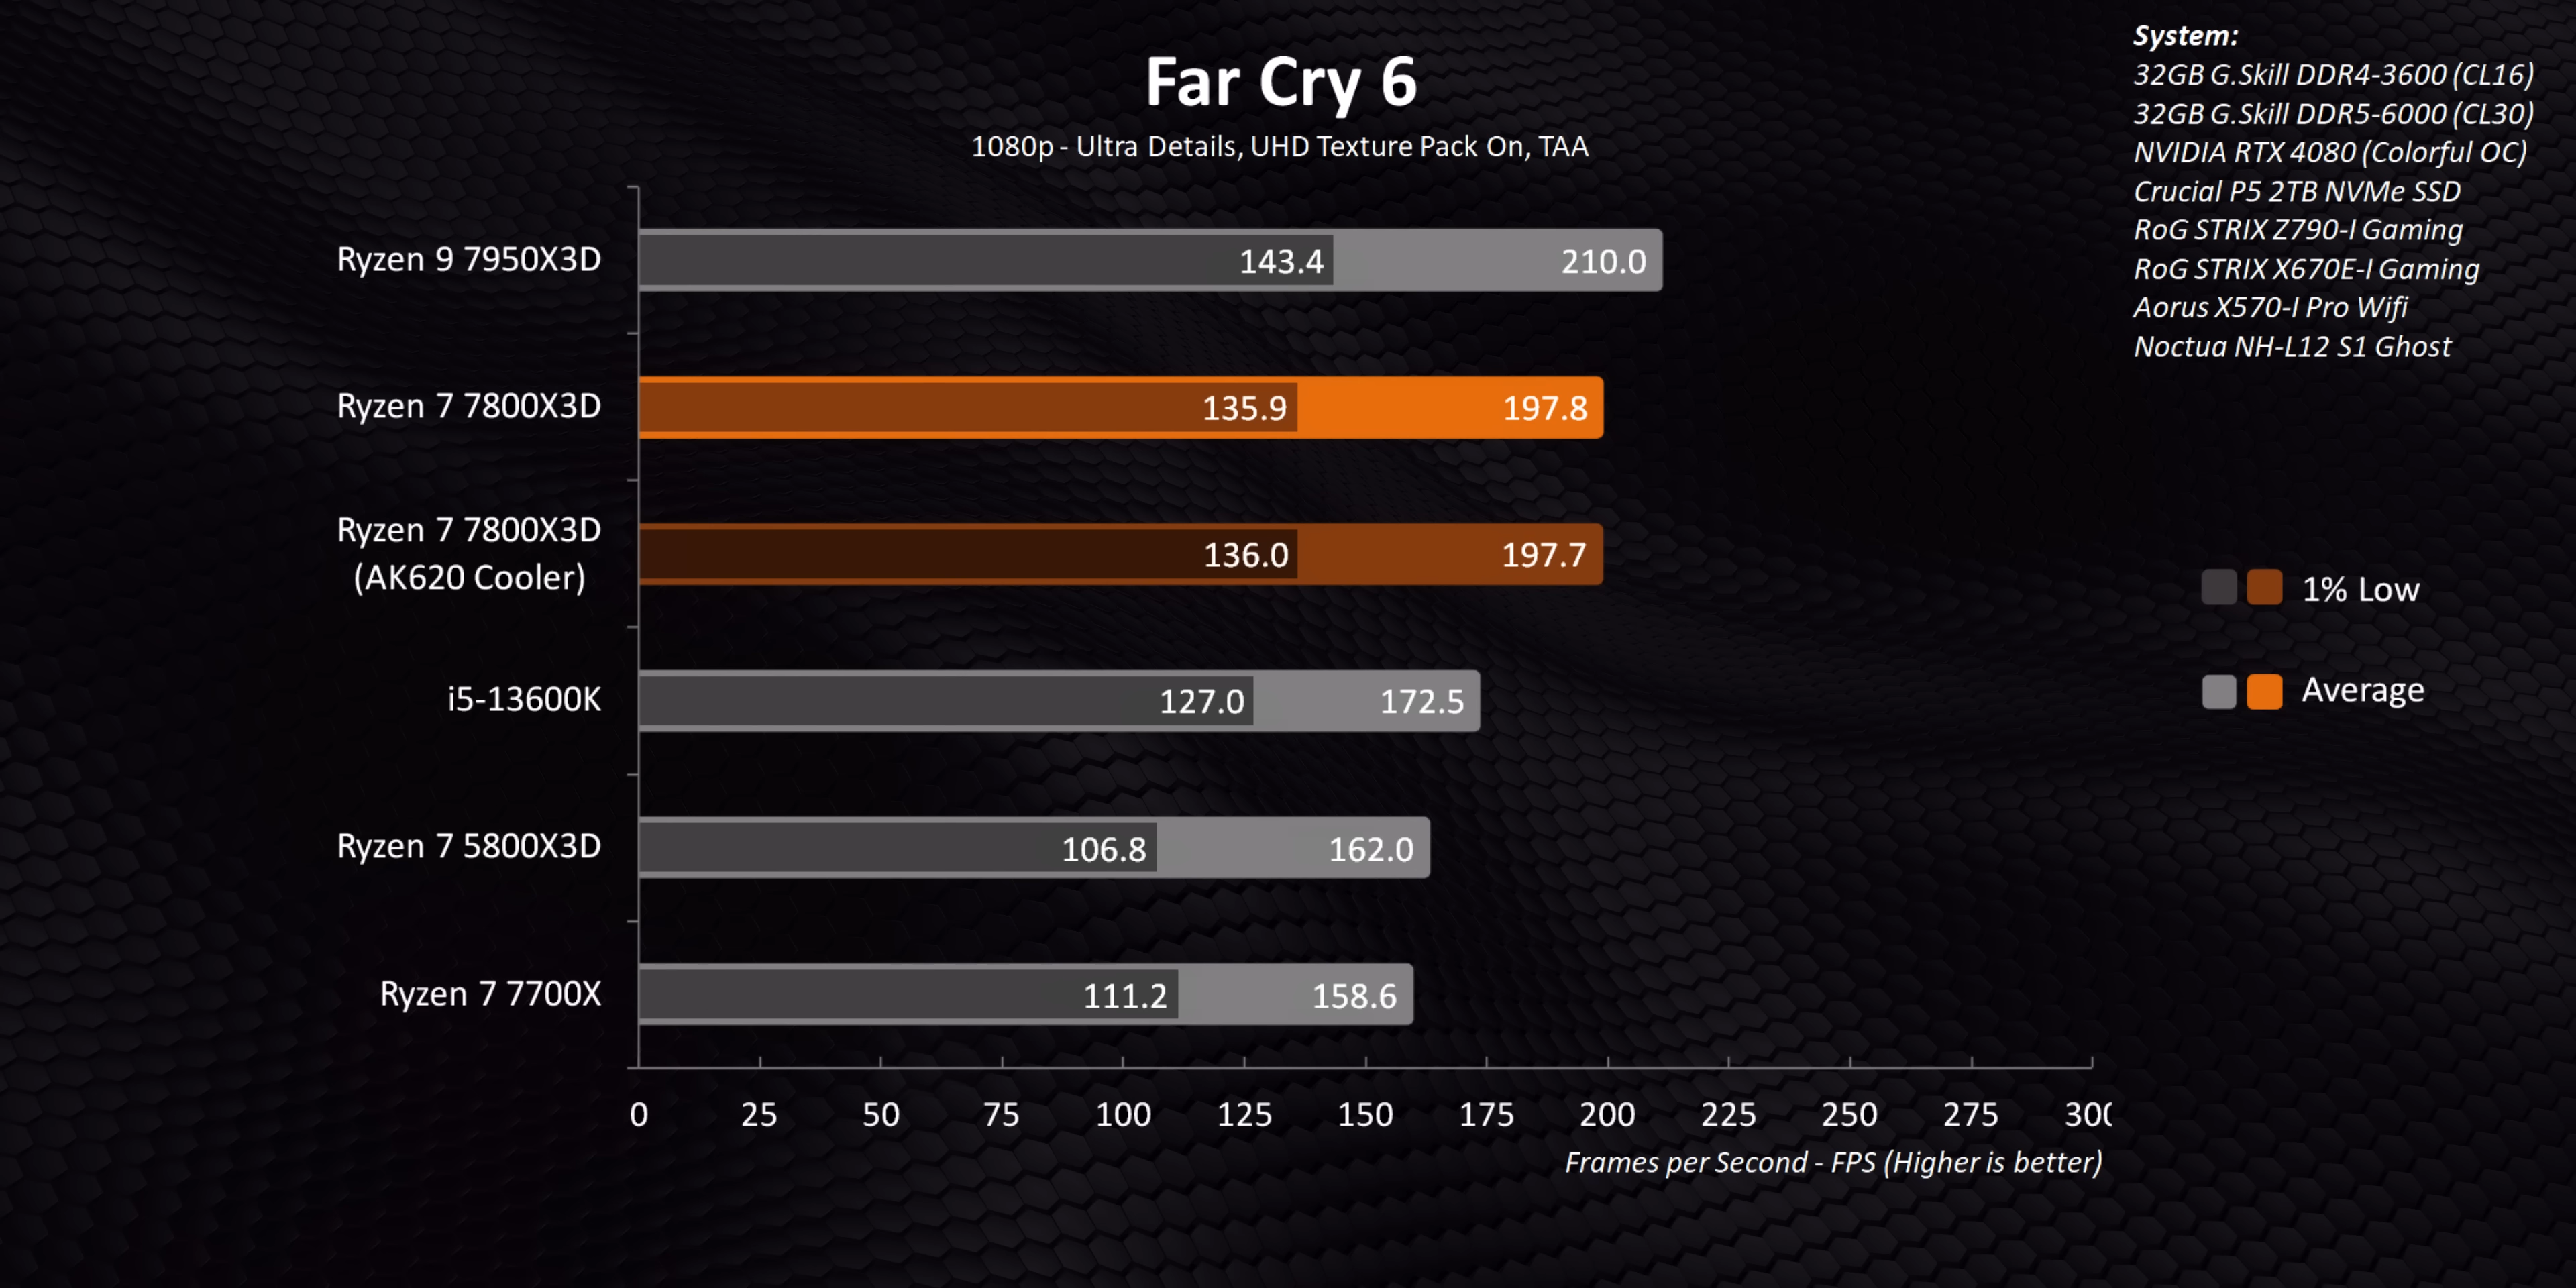 Far Cry 6
1080p - Ultra Details, UHD Texture Pack On, TAA
System:
32GB G.Skill DDR4-3600 (CL16)
32GB G.Skill DDR5-6000 (CL30)
NVIDIA RTX 4080 (Colorful OC)
Crucial P5 2TB NVMe SSD
RoG STRIX Z790-I Gaming
RoG STRIX X670E-I Gaming
Aorus X570-I Pro Wifi
Noctua NH-L12 S1 Ghost
Ryzen 9 7950X3D 143.4 210.0
Ryzen 7 7800X3D 135.9 197.8
Ryzen 7 7800X3D
(AK620 Cooler) 136.0 197.7
i5-13600K 127.0 172.5
Ryzen 7 5800X3D 106.8 162.0
Ryzen 7 7700X 111.2 158.6
1% Low
Average
0 25 50 75 100 125 150 175 200 225 250 275 300
Frames per Second - FPS (Higher is better)